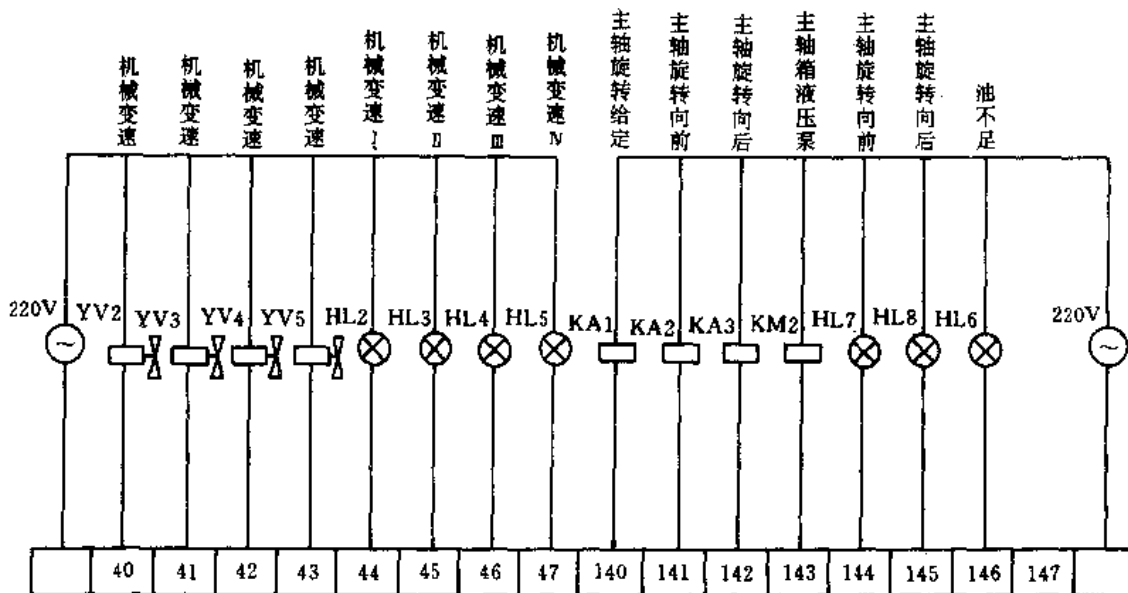 机械变速
机械变速
机械变速
机械变速
机械变速Ⅰ
机械变速Ⅱ
机械变速Ⅲ
机械变速Ⅳ
主轴旋转给定
主轴旋转向前
主轴旋转向后
主轴箱液压泵
主轴旋转向前
主轴旋转向后
油不足
220V
YV2
YV3
YV4
YV5
HL2
HL3
HL4
HL5
KA1
KA2
KA3
KM2
HL7
HL8
HL6
220V
~
~
40 41 42 43 44 45 46 47 140 141 142 143 144 145 146 147